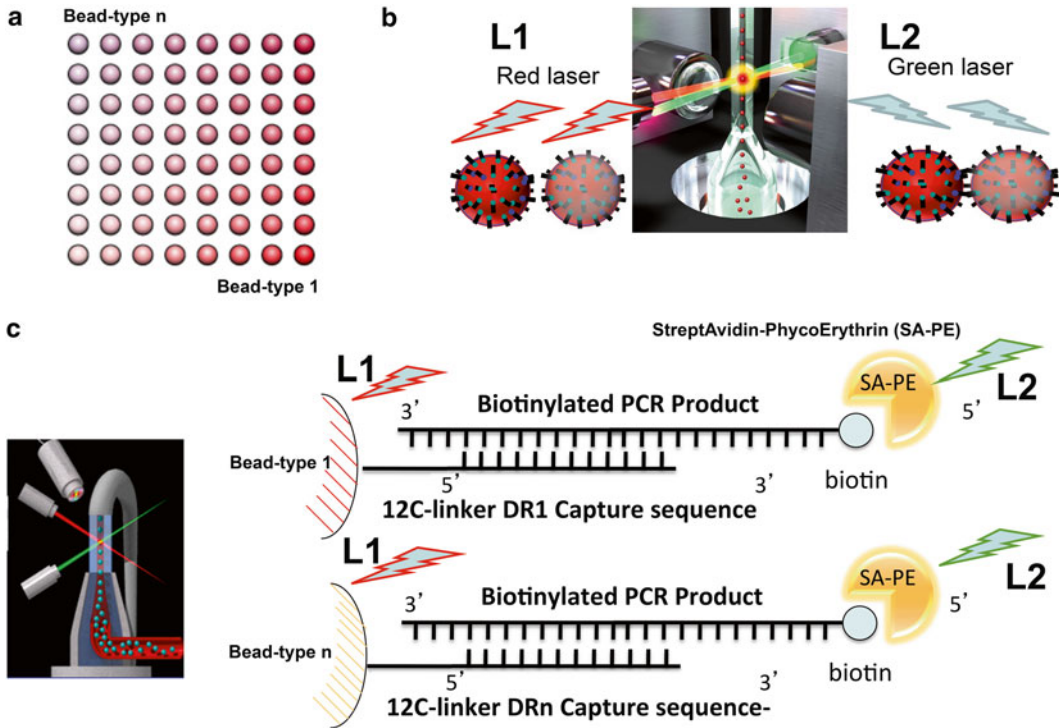 a
Bead-type n
Bead-type 1
b
L1
Red laser
L2
Green laser
c
StreptAvidin-PhycoErythrin (SA-PE)
L1
SA-PE
L2
3’
Biotinylated PCR Product
5’
Bead-type 1
5’
3’
biotin
12C-linker DR1 Capture sequence
L1
SA-PE
L2
3’
Biotinylated PCR Product
5’
Bead-type n
5’
3’
biotin
12C-linker DRn Capture sequence-